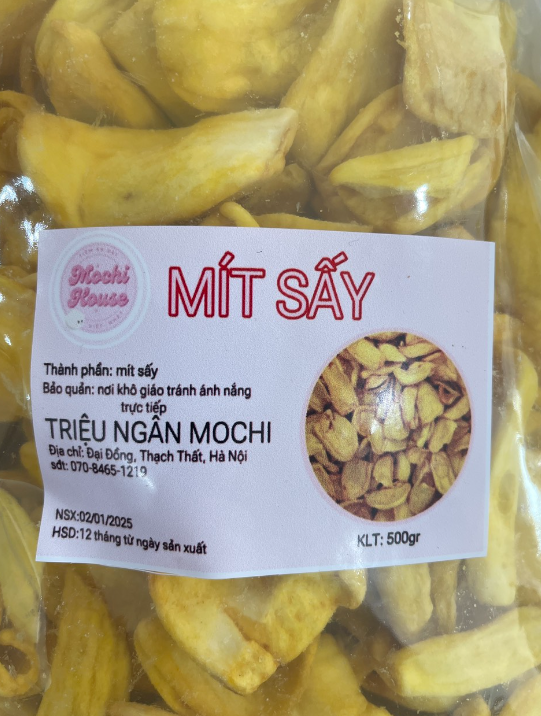 Mochi
House
MÍT SẤY
Thành phần: mít sấy
Bảo quản: nơi khô giáo tránh ánh nắng
trực tiếp
TRIỆU NGÂN MOCHI
Địa chỉ: Đại Đồng, Thạch Thất, Hà Nội
sđt: 070-8465-1219
NSX:02/01/2025
HSD:12 tháng từ ngày sản xuất
KLT: 500gr